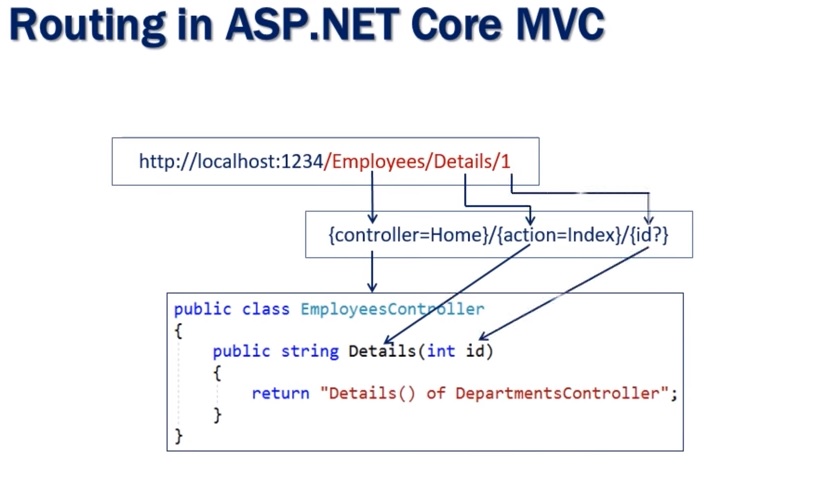 Routing in ASP.NET Core MVC
http://localhost:1234/Employees/Details/1
{controller=Home}/{action=Index}/{id?}
public class EmployeesController
{
public string Details(int id)
{
return "Details() of DepartmentsController";
}
}